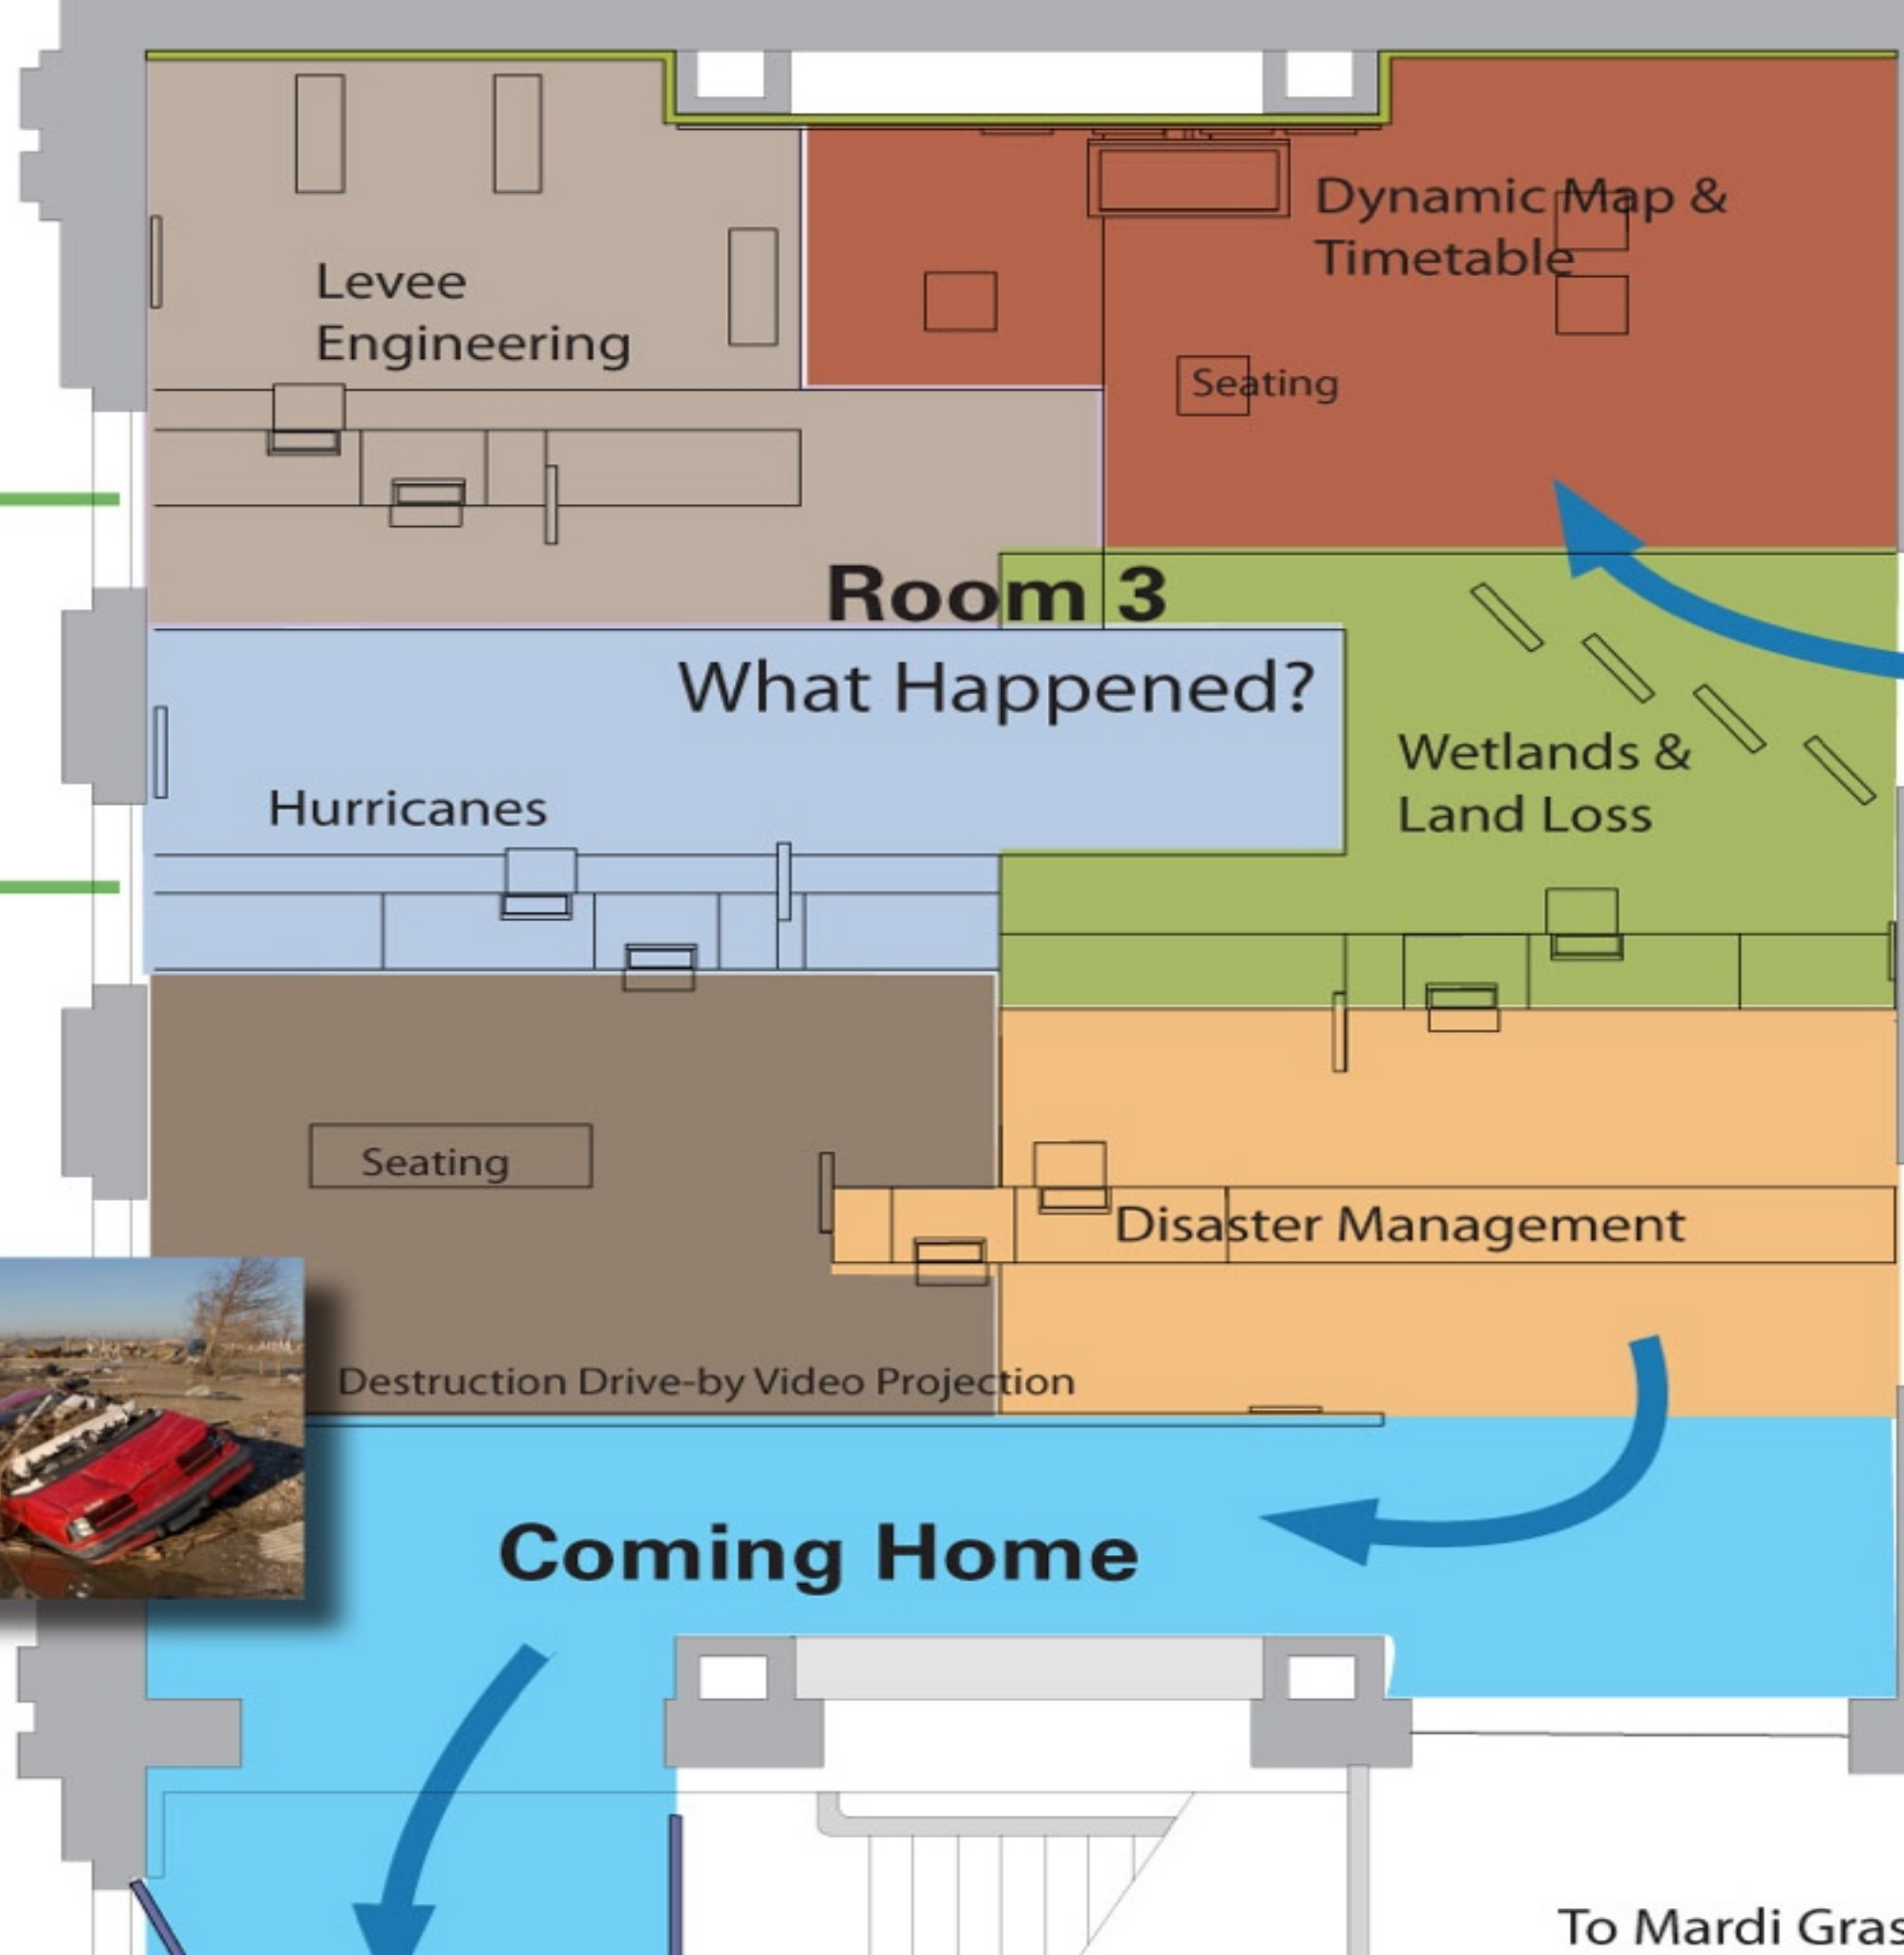 Dynamic Map &
Timetable
Levee
Engineering
Seating
Room 3
What Happened?
Wetlands &
Land Loss
Hurricanes
Seating
Disaster Management
Destruction Drive-by Video Projection
Coming Home
To Mardi Gras